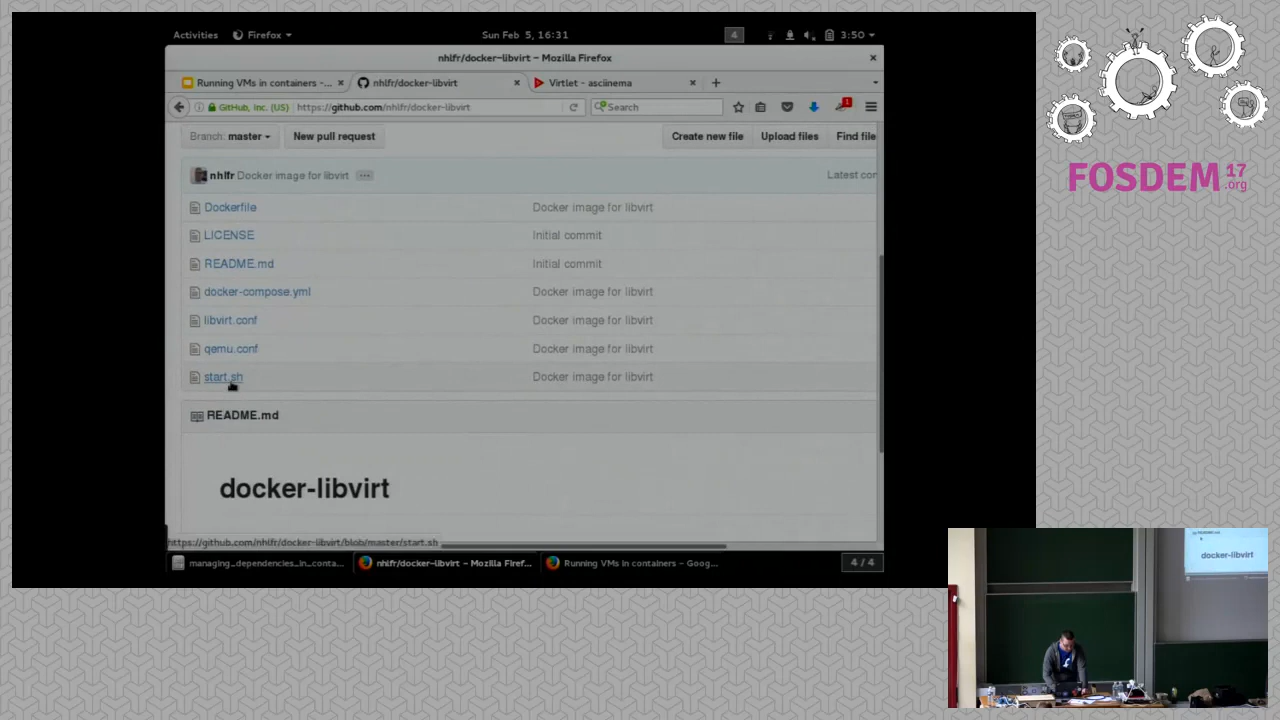 Activities Firefox Sun Feb 5, 16:31 4 3:50
nhlfr/docker-libvirt – Mozilla Firefox
Running VMs in containers -... nhlfr/docker-libvirt Virtlet - asciinema
GitHub, Inc. (US) https://github.com/nhlfr/docker-libvirt Search 1
Branch: master New pull request Create new file Upload files Find file
nhlfr Docker image for libvirt ... Latest com
Dockerfile Docker image for libvirt
LICENSE Initial commit
README.md Initial commit
docker-compose.yml Docker image for libvirt
libvirt.conf Docker image for libvirt
qemu.conf Docker image for libvirt
start.sh Docker image for libvirt
README.md
docker-libvirt
https://github.com/nhlfr/docker-libvirt/blob/master/start.sh
managing_dependencies_in_conta... nhlfr/docker-libvirt – Mozilla Firef... Running VMs in containers – Goog... 4 / 4
FOSDEM 17
.org
docker-libvirt